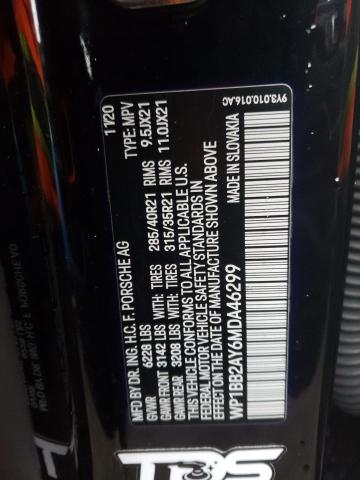 MFD BY DR. ING. H.C. F. PORSCHE AG 11/20
GVWR 6228 LBS TYPE: MPV
GAWR FRONT 3142 LBS WITH TIRES 285/40R21 RIMS 9.5JX21
GAWR REAR 3208 LBS WITH TIRES 315/35R21 RIMS 11.0JX21
THIS VEHICLE CONFORMS TO ALL APPLICABLE U.S.
FEDERAL MOTOR VEHICLE SAFETY STANDARDS IN
EFFECT ON THE DATE OF MANUFACTURE SHOWN ABOVE
WP1BB2AY6MDA46299 MADE IN SLOVAKIA
9Y3.010.016.AC
TDS